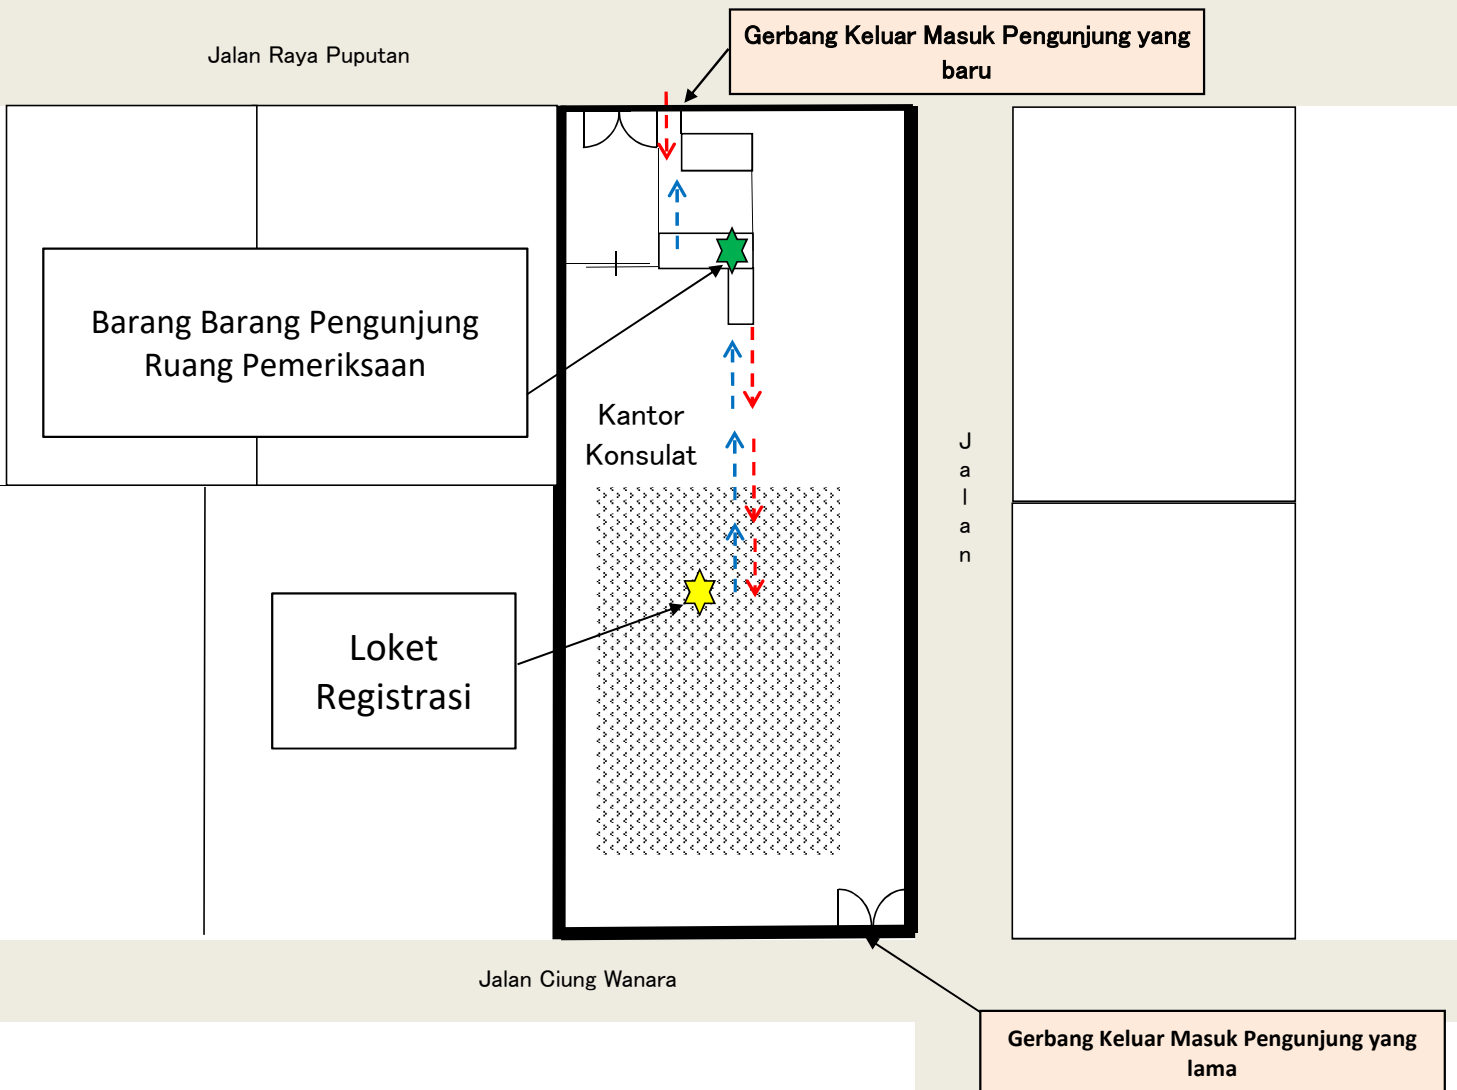 Jalan Raya Puputan
Gerbang Keluar Masuk Pengunjung yang
baru
Barang Barang Pengunjung
Ruang Pemeriksaan
Kantor
Konsulat
J
a
l
a
n
Loket
Registrasi
Jalan Ciung Wanara
Gerbang Keluar Masuk Pengunjung yang
lama